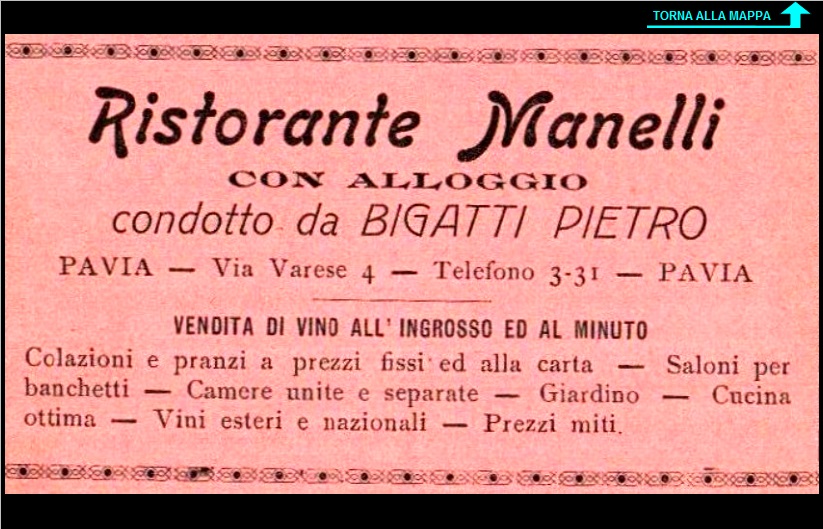 TORNA ALLA MAPPA
Ristorante Manelli
CON ALLOGGIO
condotto da BIGATTI PIETRO
PAVIA — Via Varese 4 — Telefono 3-31 — PAVIA
VENDITA DI VINO ALL' INGROSSO ED AL MINUTO
Colazioni e pranzi a prezzi fissi ed alla carta — Saloni per
banchetti — Camere unite e separate — Giardino — Cucina
ottima — Vini esteri e nazionali — Prezzi miti.